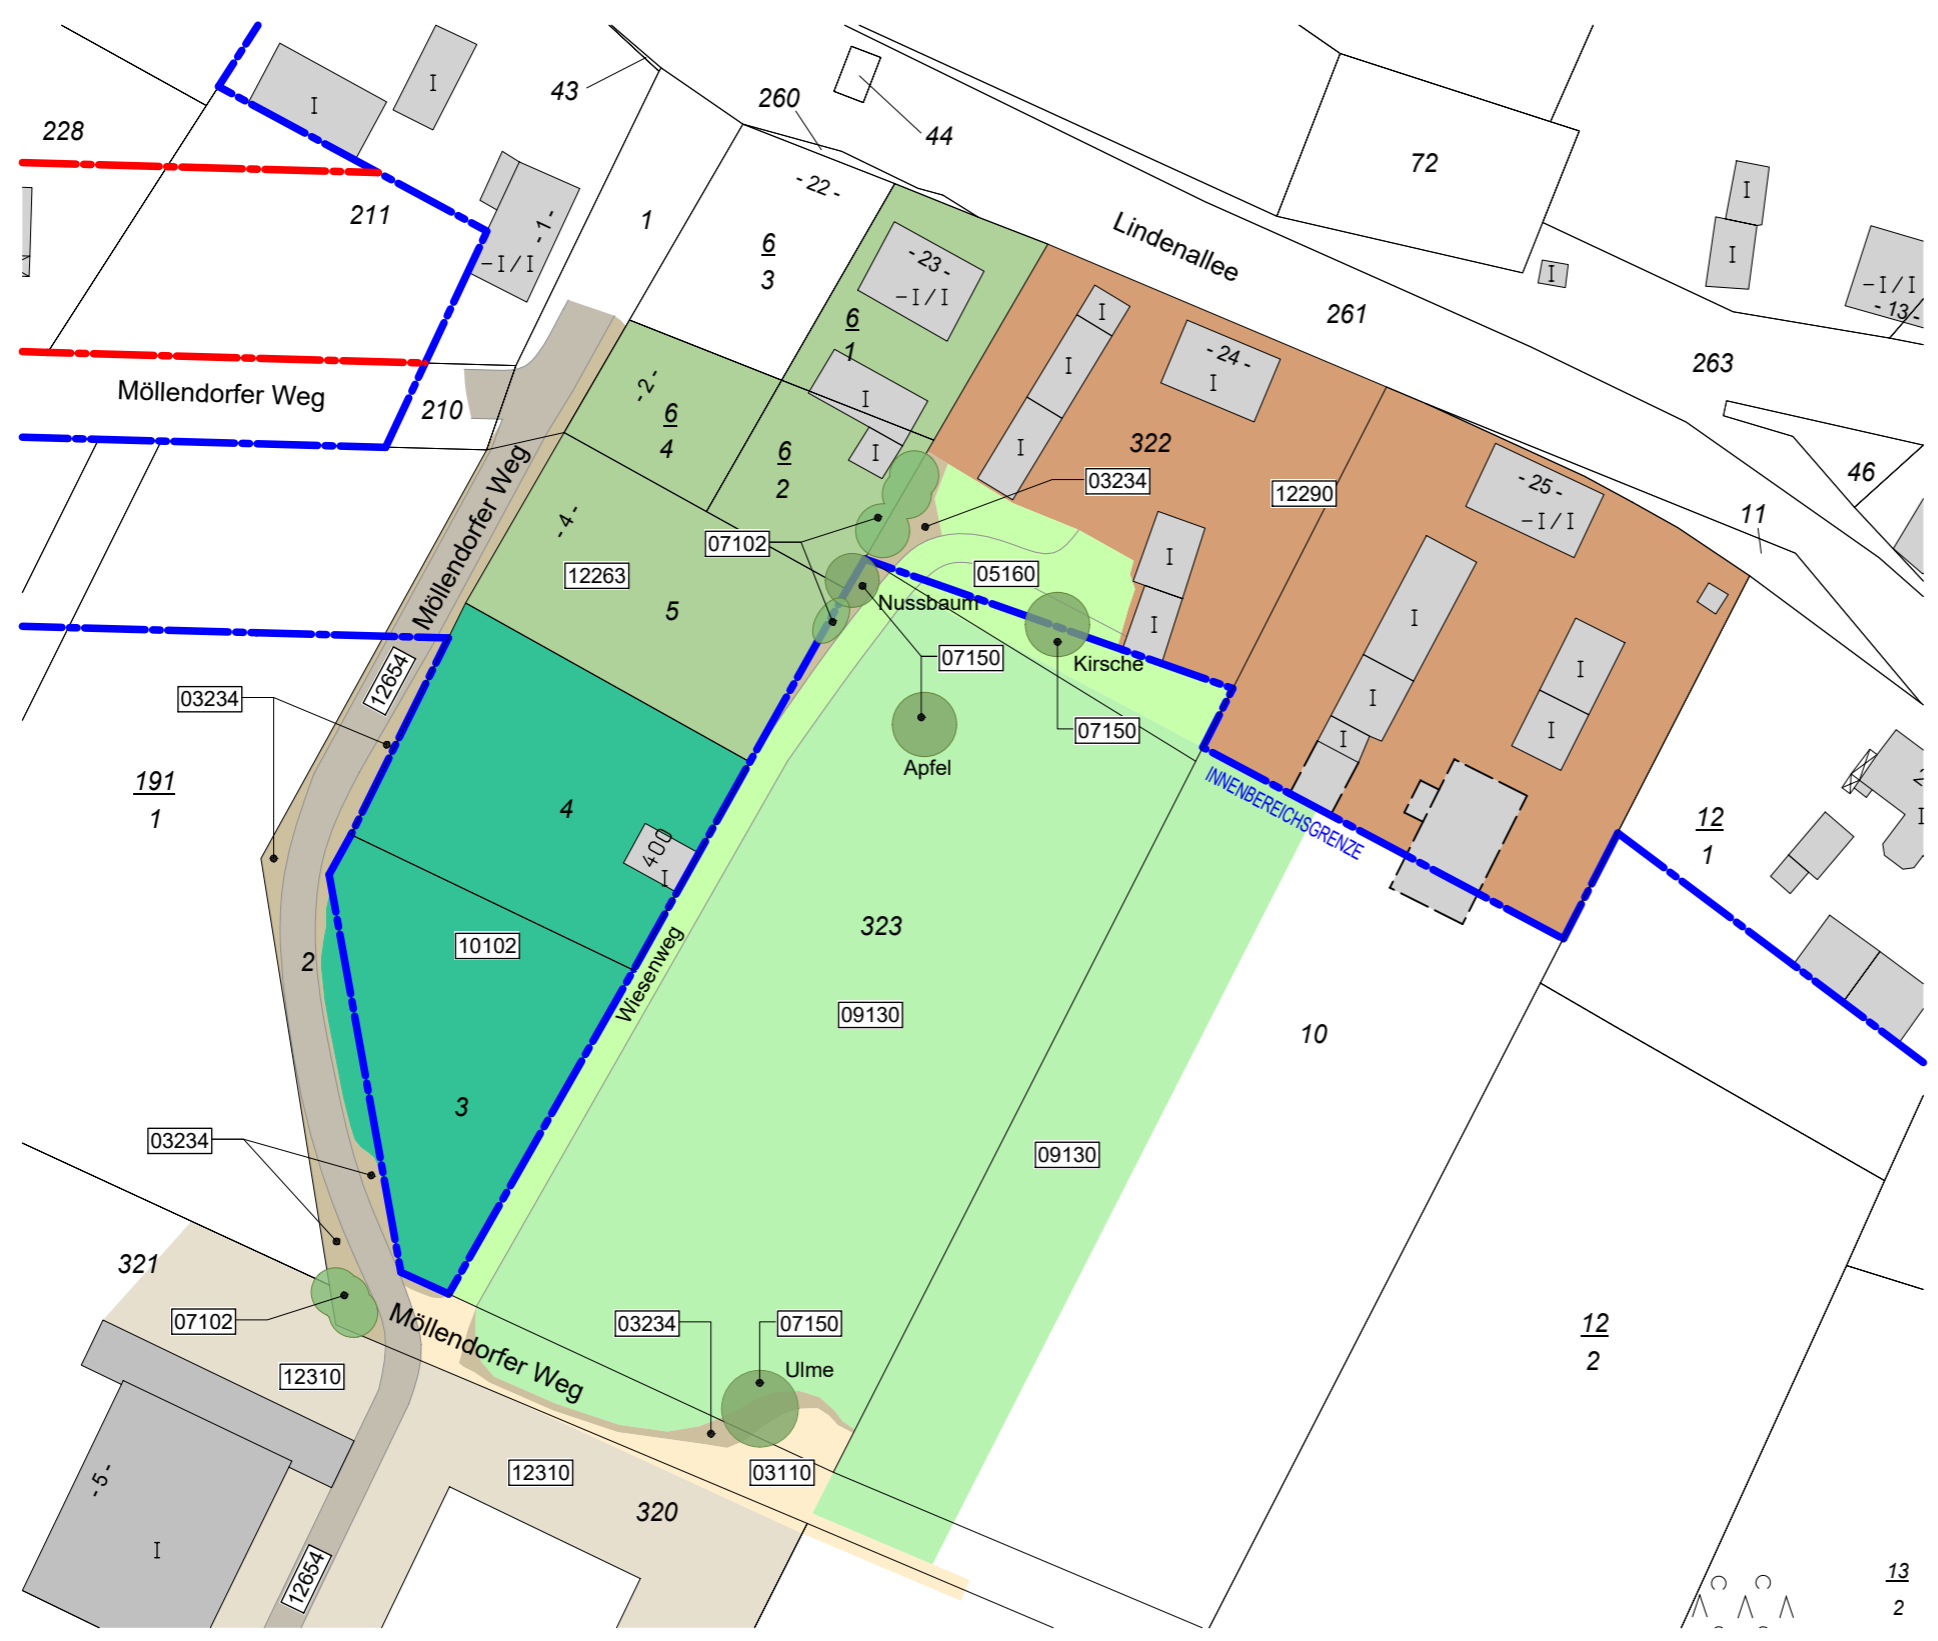 43
260
44
228
I
I
72
I
I
211
- 1 -
– I / I
- 22 -
1
6
3
Lindenallee
- 23 -
– I / I
261
I
– I / I
- 13 -
263
6
1
I
I
I
I
I
- 24 -
I
322
Möllendorfer Weg
210
- 2 -
6
4
6
2
03234
12290
- 25 -
– I / I
46
11
Möllendorfer Weg
- 4 -
12263
5
07102
05160
Nussbaum
I
I
I
I
I
I
I
Kirsche
07150
07150
Apfel
03234
12654
191
1
4
400
I
INNENBEREICHSGRENZE
12
1
2
I
2
10102
Wiesenweg
323
09130
10
3
03234
09130
321
07102
Möllendorfer Weg
03234
07150
Ulme
12
2
12310
- 5 -
I
12310
03110
320
12654
13
2